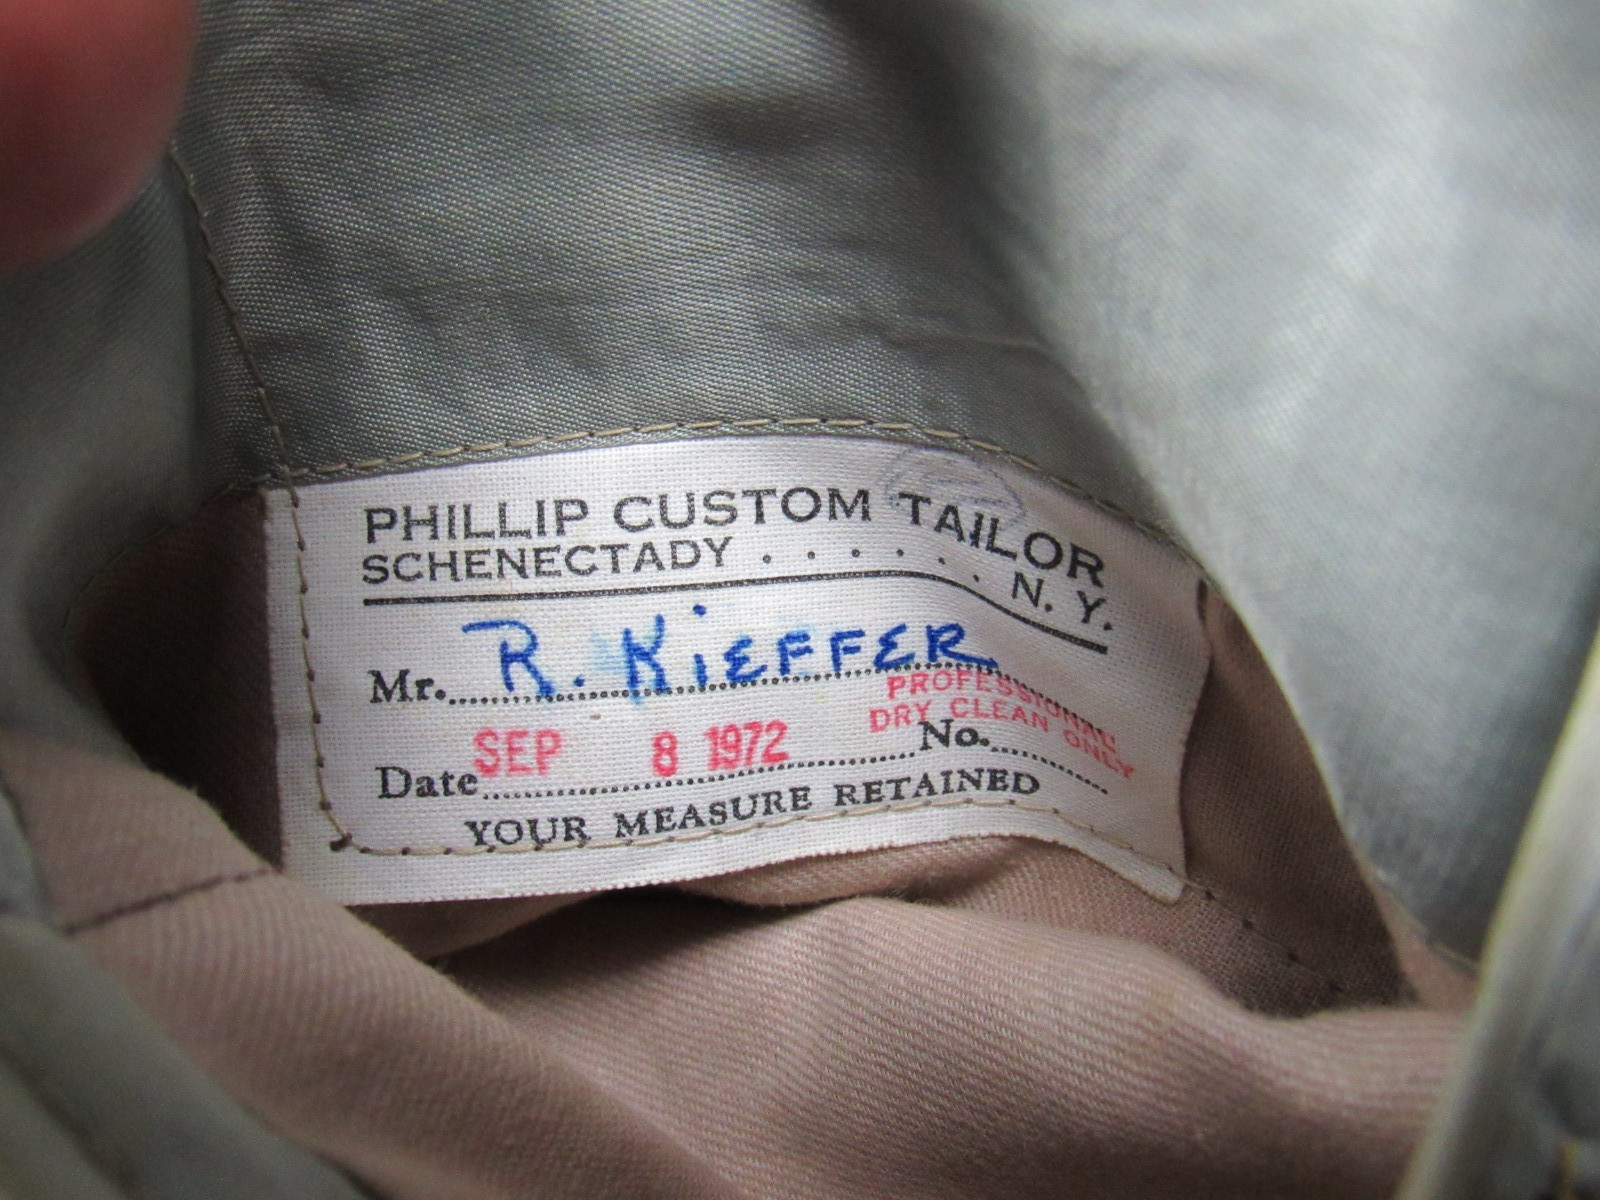 PHILLIP CUSTOM TAILOR
SCHENECTADY . . . . . . . N. Y.
Mr. R. KiEFFER
PROFESSIONAL
DRY CLEAN ONLY
Date SEP 8 1972 No.
YOUR MEASURE RETAINED